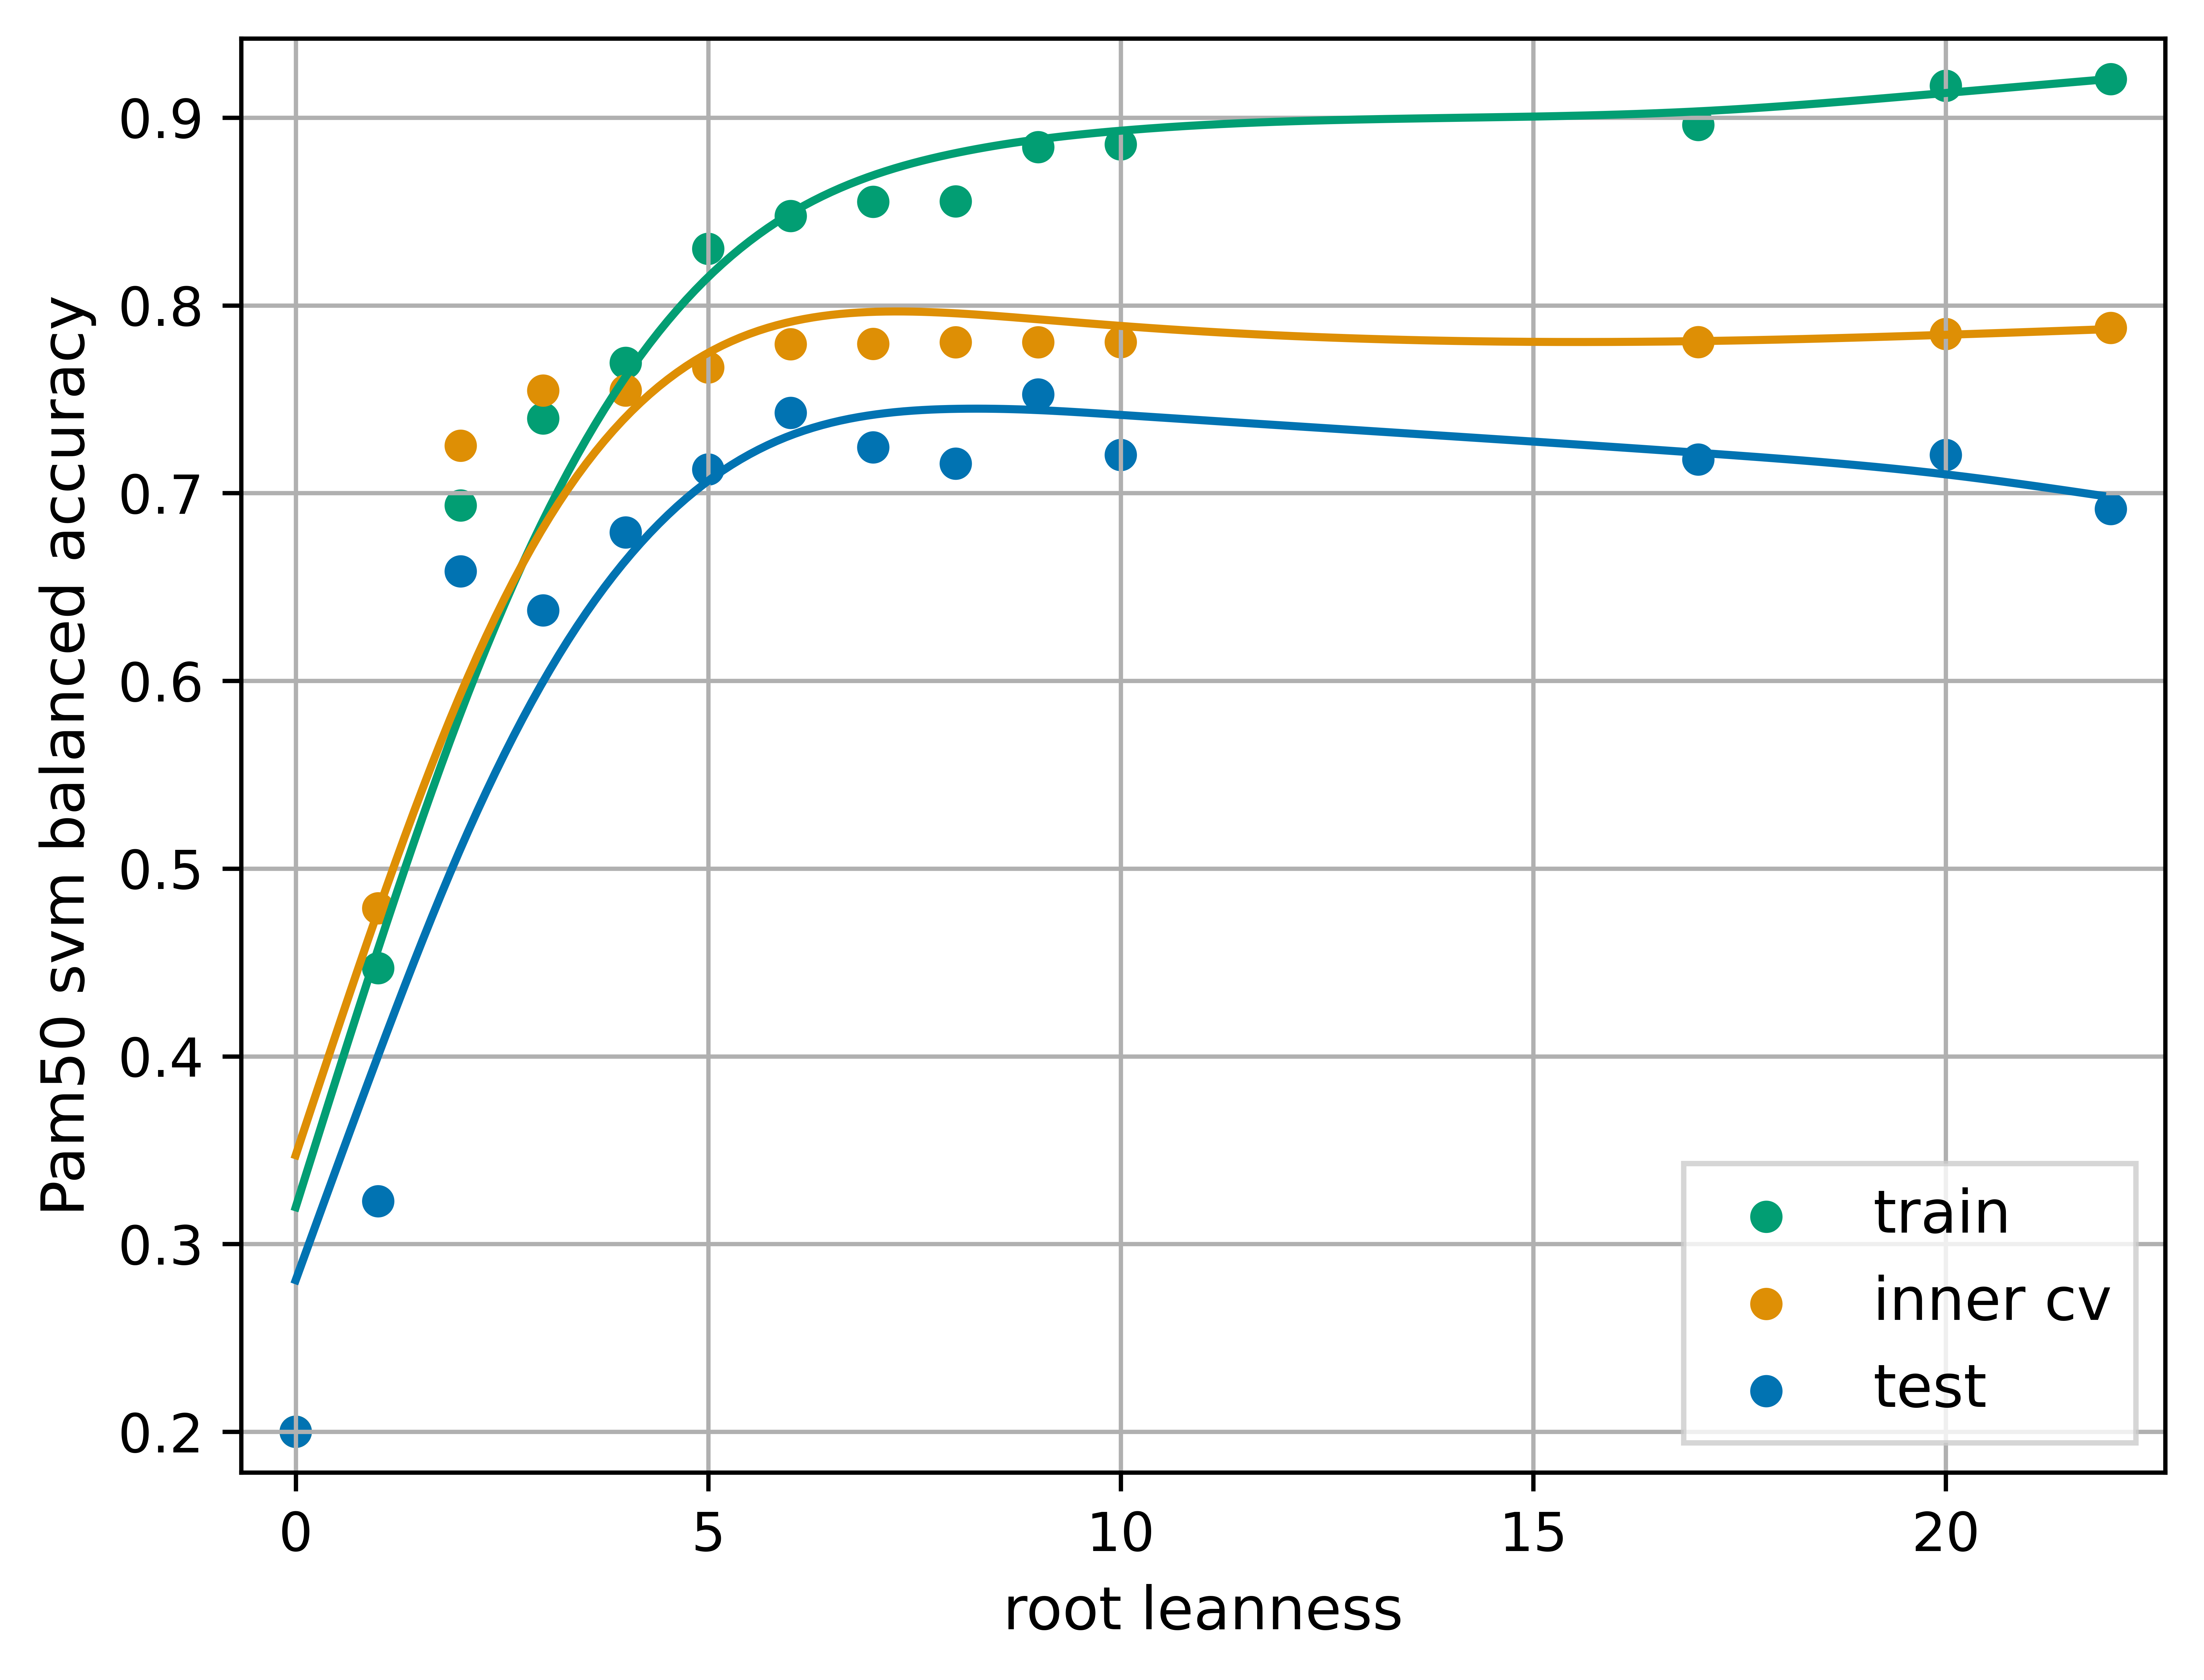 Pam50 svm balanced accuracy
0.9
0.8
0.7
0.6
0.5
0.4
0.3
0.2
0 5 10 15 20
root leanness
train
inner cv
test